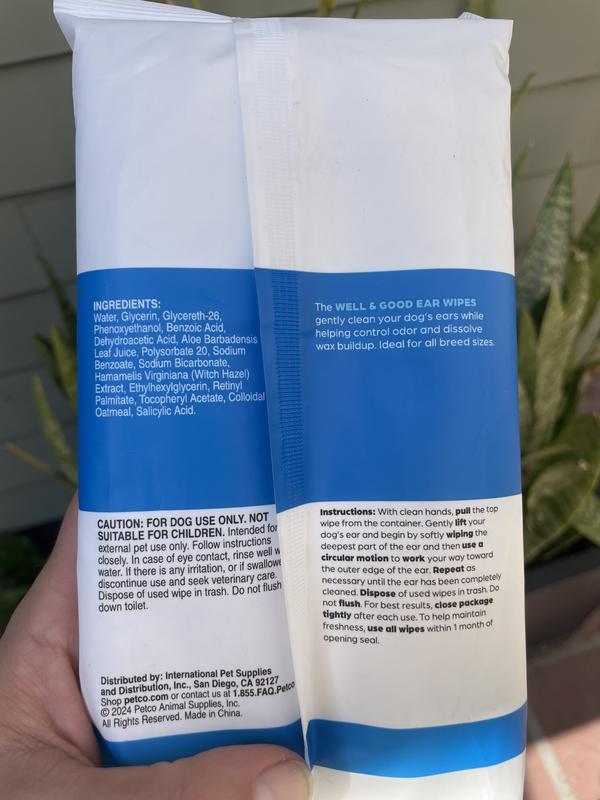 INGREDIENTS:
Water, Glycerin, Glycereth-26,
Phenoxyethanol, Benzoic Acid,
Dehydroacetic Acid, Aloe Barbadensis
Leaf Juice, Polysorbate 20, Sodium
Benzoate, Sodium Bicarbonate,
Hamamelis Virginiana (Witch Hazel)
Extract, Ethylhexylglycerin, Retinyl
Palmitate, Tocopheryl Acetate, Colloidal
Oatmeal, Salicylic Acid.
CAUTION: FOR DOG USE ONLY. NOT
SUITABLE FOR CHILDREN. Intended for
external pet use only. Follow instructions
closely. In case of eye contact, rinse well w
water. If there is any irritation, or if swallowe
discontinue use and seek veterinary care.
Dispose of used wipe in trash. Do not flush
down toilet.
Distributed by: International Pet Supplies
and Distribution, Inc., San Diego, CA 92127
Shop petco.com or contact us at 1.855.FAQ.Petco
© 2024 Petco Animal Supplies, Inc.
All Rights Reserved. Made in China.
The WELL & GOOD EAR WIPES
gently clean your dog's ears while
helping control odor and dissolve
wax buildup. Ideal for all breed sizes.
Instructions: With clean hands, pull the top
wipe from the container. Gently lift your
dog's ear and begin by softly wiping the
deepest part of the ear and then use a
circular motion to work your way toward
the outer edge of the ear. Repeat as
necessary until the ear has been completely
cleaned. Dispose of used wipes in trash. Do
not flush. For best results, close package
tightly after each use. To help maintain
freshness, use all wipes within 1 month of
opening seal.